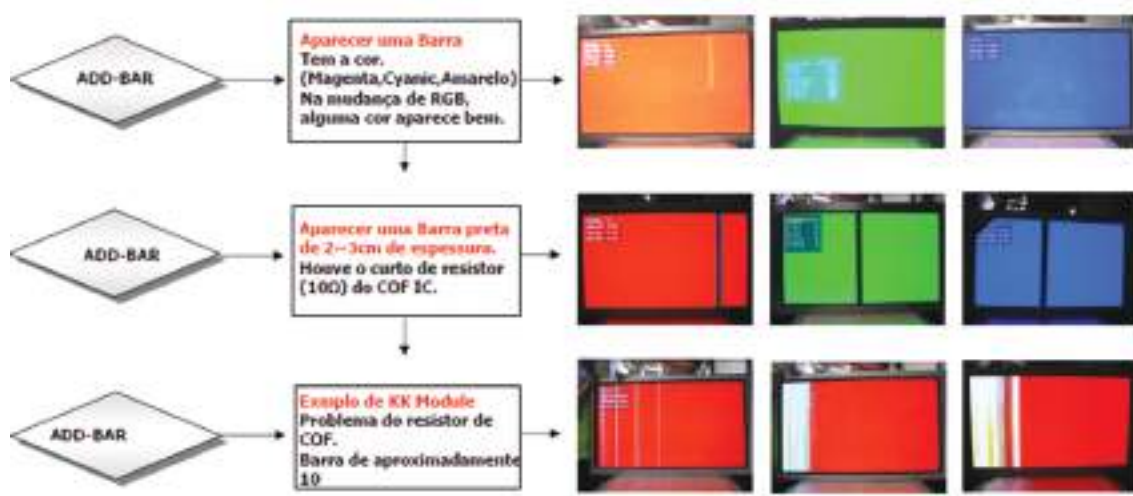 ADD-BAR
Aparecer uma Barra
Tem a cor.
(Magenta,Cyanic,Amarelo)
Na mudança de RGB,
alguma cor aparece bem.
ADD-BAR
Aparecer uma Barra preta
de 2~3cm de espessura.
Houve o curto de resistor
(10Ω) do COF IC.
ADD-BAR
Exmplo de KK Module
Problema do resistor de
COF.
Barra de aproximadamente
10